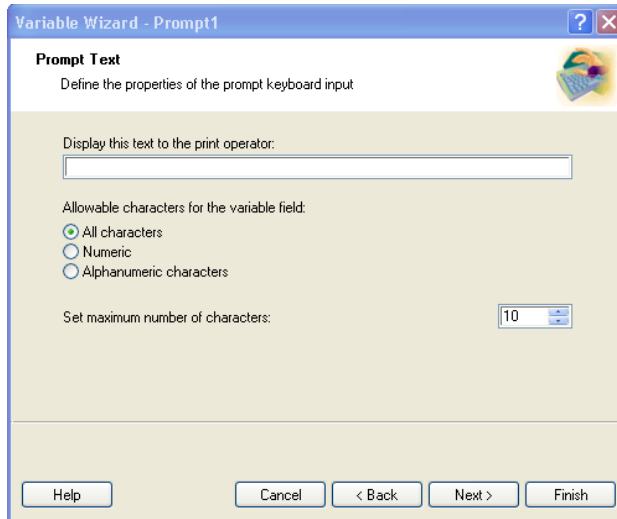 Variable Wizard - Prompt1
Prompt Text
Define the properties of the prompt keyboard input
Display this text to the print operator:
Allowable characters for the variable field:
All characters
Numeric
Alphanumeric characters
Set maximum number of characters: 10
Help Cancel < Back Next > Finish